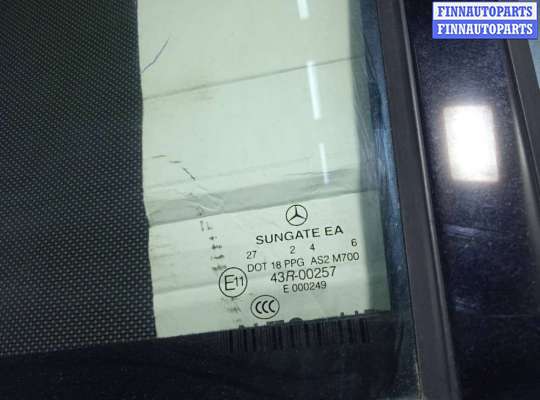 FINNAUTOPARTS
FINNAUTOPARTS
SUNGATE EA
27 2 4 6
DOT 18 PPG AS2 M700
E11 43R-00257
E 000249
CCC